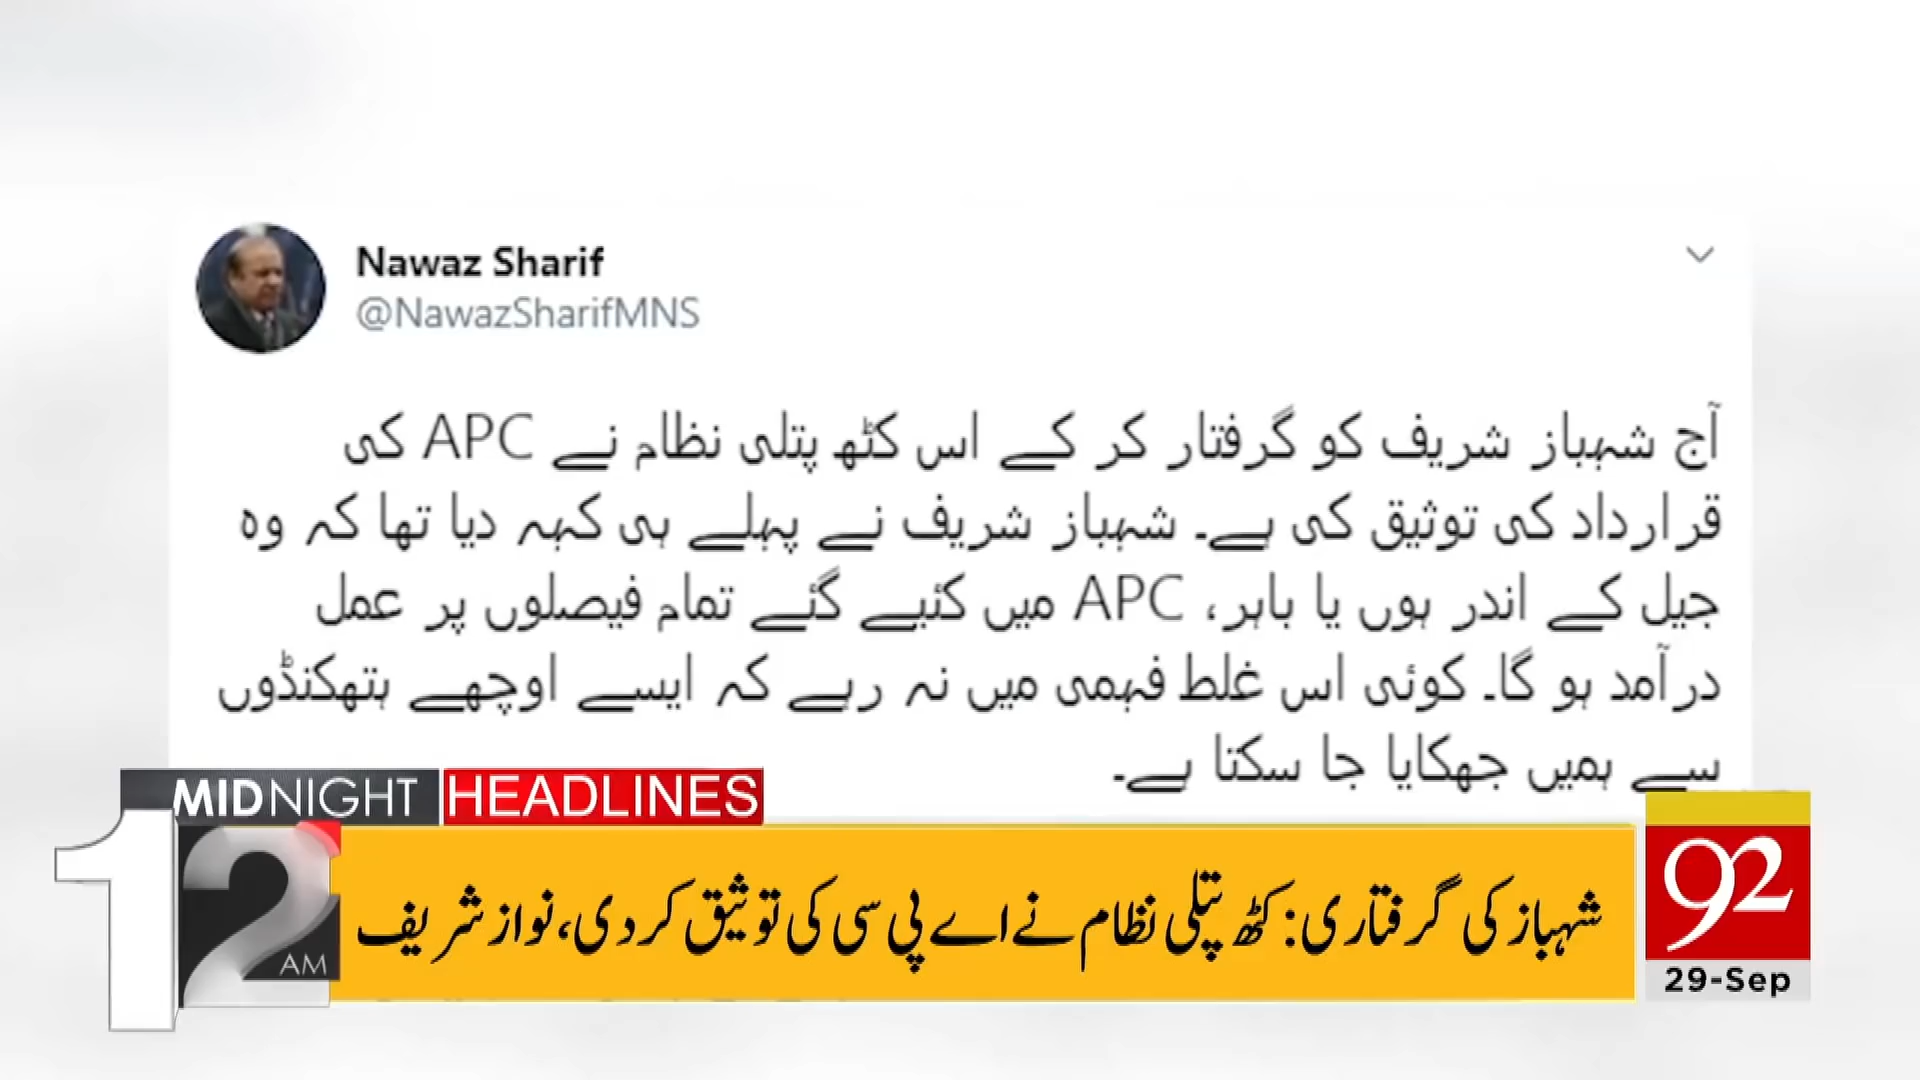 Nawaz Sharif
@NawazSharifMNS
آج شہباز شریف کو گرفتار کر کے اس کٹھ پتلی نظام نے APC کی
قرارداد کی توثیق کی ہے۔ شہباز شریف نے پہلے ہی کہہ دیا تھا کہ وہ
جیل کے اندر ہوں یا باہر، APC میں کئیے گئے تمام فیصلوں پر عمل
درآمد ہو گا۔ کوئی اس غلط فہمی میں نہ رہے کہ ایسے اوچھے ہتھکنڈوں
سے ہمیں جھکایا جا سکتا ہے۔
MIDNIGHT HEADLINES
12 AM
شہباز کی گرفتاری: کٹھ پتلی نظام نے اے پی سی کی توثیق کر دی، نواز شریف
92
29-Sep